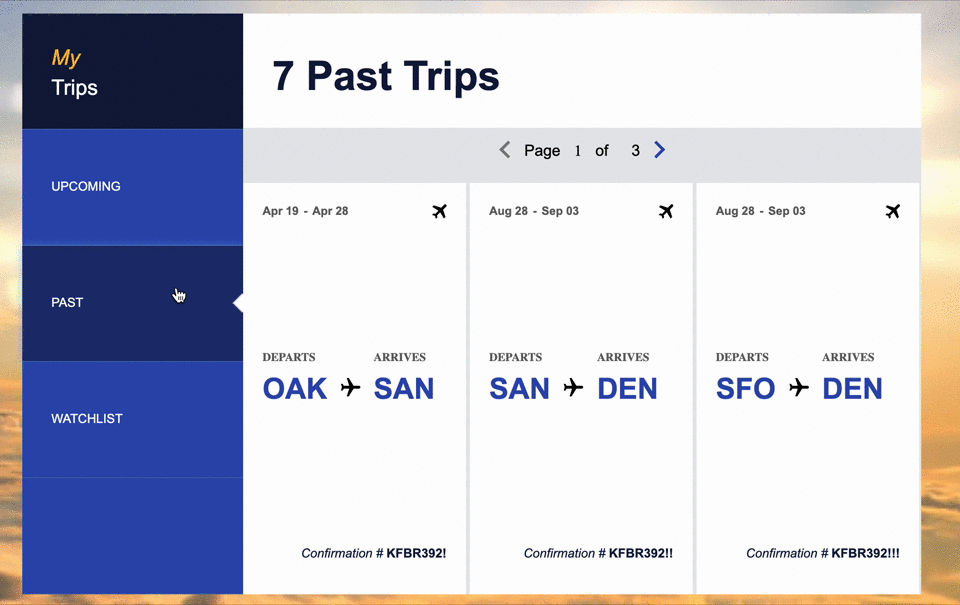 My
Trips
UPCOMING
PAST
WATCHLIST
7 Past Trips
Page 1 of 3
Apr 19 - Apr 28
DEPARTS ARRIVES
OAK SAN
Confirmation # KFBR392!
Aug 28 - Sep 03
DEPARTS ARRIVES
SAN DEN
Confirmation # KFBR392!!
Aug 28 - Sep 03
DEPARTS ARRIVES
SFO DEN
Confirmation # KFBR392!!!